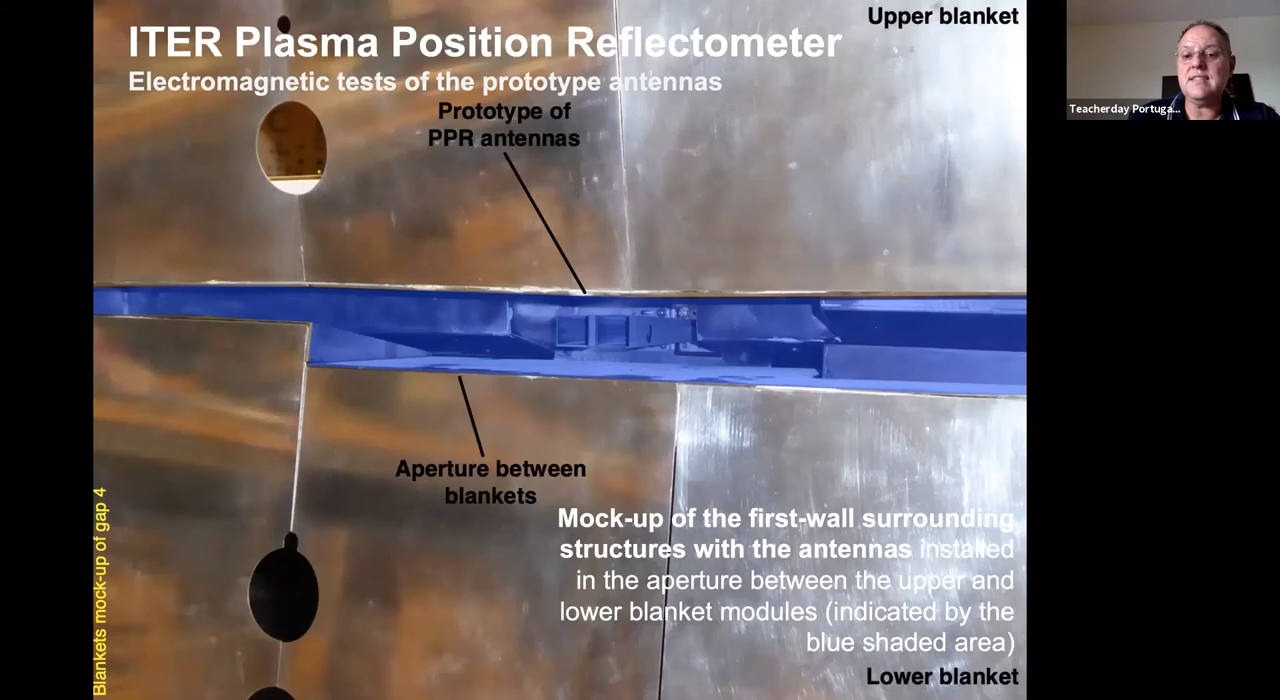 ITER Plasma Position Reflectometer
Electromagnetic tests of the prototype antennas
Upper blanket
Prototype of
PPR antennas
Aperture between
blankets
Mock-up of the first-wall surrounding
structures with the antennas installed
in the aperture between the upper and
lower blanket modules (indicated by the
blue shaded area)
Lower blanket
Blankets mock-up of gap 4
Teacherday Portuga...